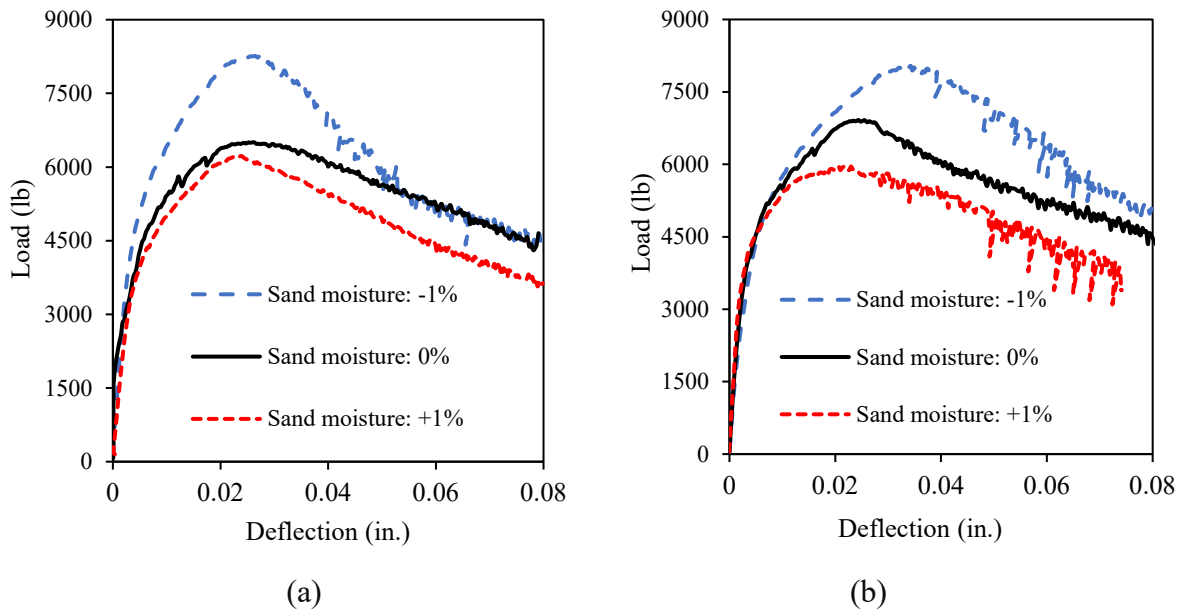 9000
7500
6000
4500
3000
1500
0
Load (lb)
Sand moisture: -1%
Sand moisture: 0%
Sand moisture: +1%
0
0.02
0.04
0.06
0.08
Deflection (in.)
(a)
9000
7500
6000
4500
3000
1500
0
Load (lb)
Sand moisture: -1%
Sand moisture: 0%
Sand moisture: +1%
0
0.02
0.04
0.06
0.08
Deflection (in.)
(b)